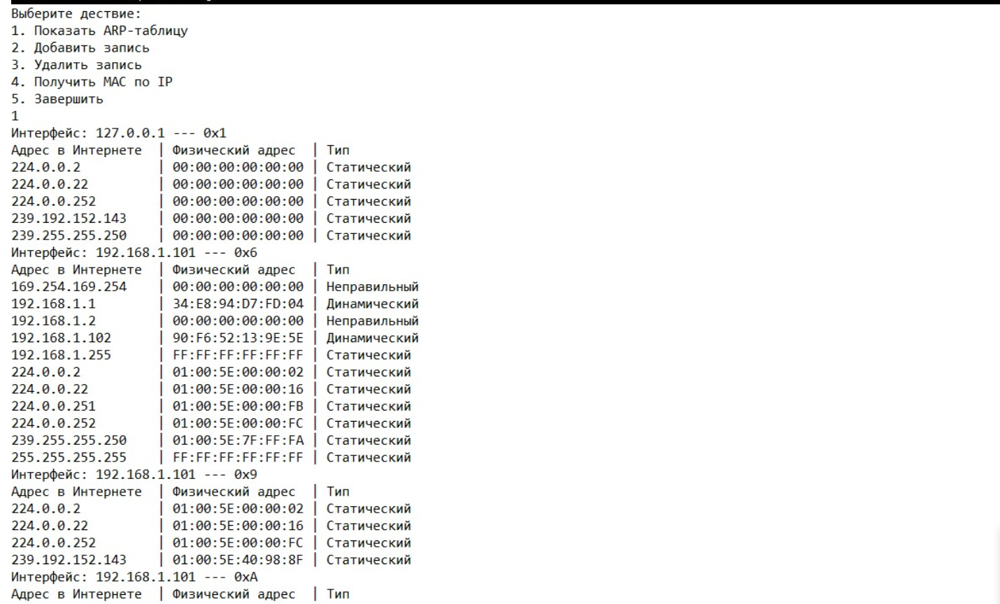 Выберите дествие:
1. Показать ARP-таблицу
2. Добавить запись
3. Удалить запись
4. Получить MAC по IP
5. Завершить
1
Интерфейс: 127.0.0.1 --- 0x1
Адрес в Интернете | Физический адрес | Тип
224.0.0.2 | 00:00:00:00:00:00 | Статический
224.0.0.22 | 00:00:00:00:00:00 | Статический
224.0.0.252 | 00:00:00:00:00:00 | Статический
239.192.152.143 | 00:00:00:00:00:00 | Статический
239.255.255.250 | 00:00:00:00:00:00 | Статический
Интерфейс: 192.168.1.101 --- 0x6
Адрес в Интернете | Физический адрес | Тип
169.254.169.254 | 00:00:00:00:00:00 | Неправильный
192.168.1.1 | 34:E8:94:D7:FD:04 | Динамический
192.168.1.2 | 00:00:00:00:00:00 | Неправильный
192.168.1.102 | 90:F6:52:13:9E:5E | Динамический
192.168.1.255 | FF:FF:FF:FF:FF:FF | Статический
224.0.0.2 | 01:00:5E:00:00:02 | Статический
224.0.0.22 | 01:00:5E:00:00:16 | Статический
224.0.0.251 | 01:00:5E:00:00:FB | Статический
224.0.0.252 | 01:00:5E:00:00:FC | Статический
239.255.255.250 | 01:00:5E:7F:FF:FA | Статический
255.255.255.255 | FF:FF:FF:FF:FF:FF | Статический
Интерфейс: 192.168.1.101 --- 0x9
Адрес в Интернете | Физический адрес | Тип
224.0.0.2 | 01:00:5E:00:00:02 | Статический
224.0.0.22 | 01:00:5E:00:00:16 | Статический
224.0.0.252 | 01:00:5E:00:00:FC | Статический
239.192.152.143 | 01:00:5E:40:98:8F | Статический
Интерфейс: 192.168.1.101 --- 0xA
Адрес в Интернете | Физический адрес | Тип